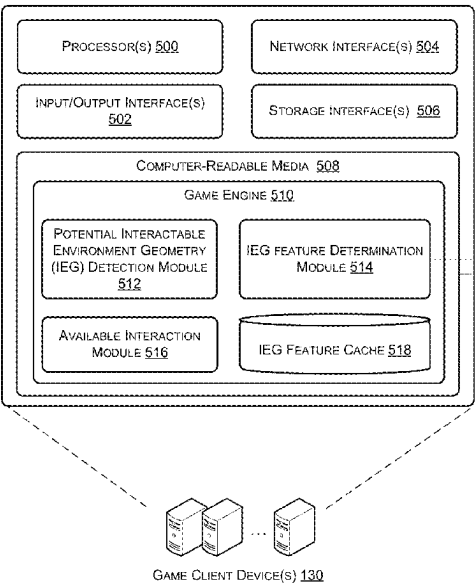 PROCESSOR(S) 500
NETWORK INTERFACE(S) 504
INPUT/OUTPUT INTERFACE(S)
502
STORAGE INTERFACE(S) 506
COMPUTER-READABLE MEDIA 508
GAME ENGINE 510
POTENTIAL INTERACTABLE
ENVIRONMENT GEOMETRY
(IEG) DETECTION MODULE
512
IEG FEATURE DETERMINATION
MODULE 514
AVAILABLE INTERACTION
MODULE 516
IEG FEATURE CACHE 518
...
GAME CLIENT DEVICE(S) 130